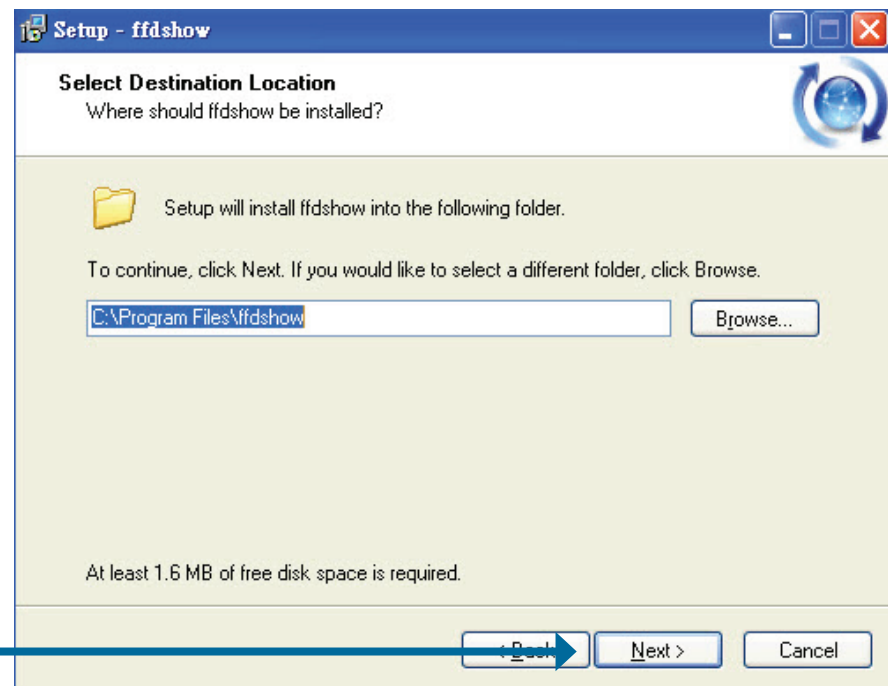 Setup - ffdshow
Select Destination Location
Where should ffdshow be installed?
Setup will install ffdshow into the following folder.
To continue, click Next. If you would like to select a different folder, click Browse.
C:\Program Files\ffdshow
Browse...
At least 1.6 MB of free disk space is required.
< Back
Next >
Cancel